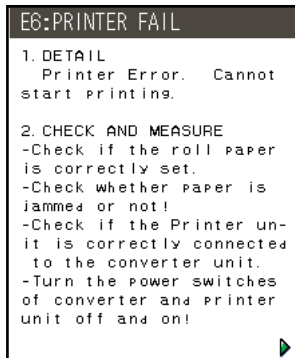 E6:PRINTER FAIL
1. DETAIL
Printer Error. Cannot
start printing.
2. CHECK AND MEASURE
-Check if the roll paper
is correctly set.
-Check whether paper is
jammed or not!
-Check if the Printer un-
it is correctly connected
to the converter unit.
-Turn the power switches
of converter and printer
unit off and on!